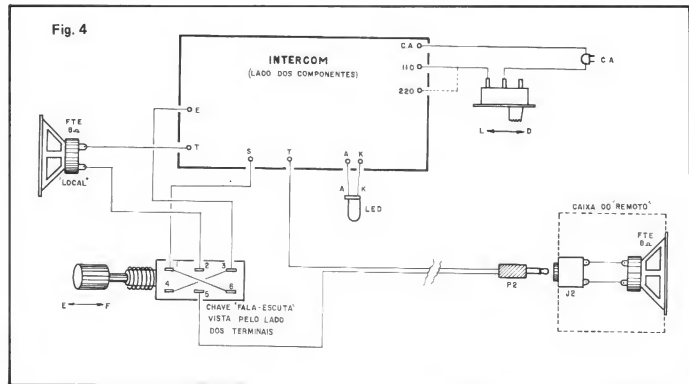 Fig. 4
INTERCOM
(LADO DOS COMPONENTES)
CA
110
220
CA
L D
E
T
S
T
A
K
A
K
LED
FTE
8Ω
"LOCAL"
1
2
3
4
5
6
E F
CHAVE "FALA-ESCUTA"
VISTA PELO LADO
DOS TERMINAIS
P2
CAIXA DO "REMOTO"
FTE
8Ω
J2